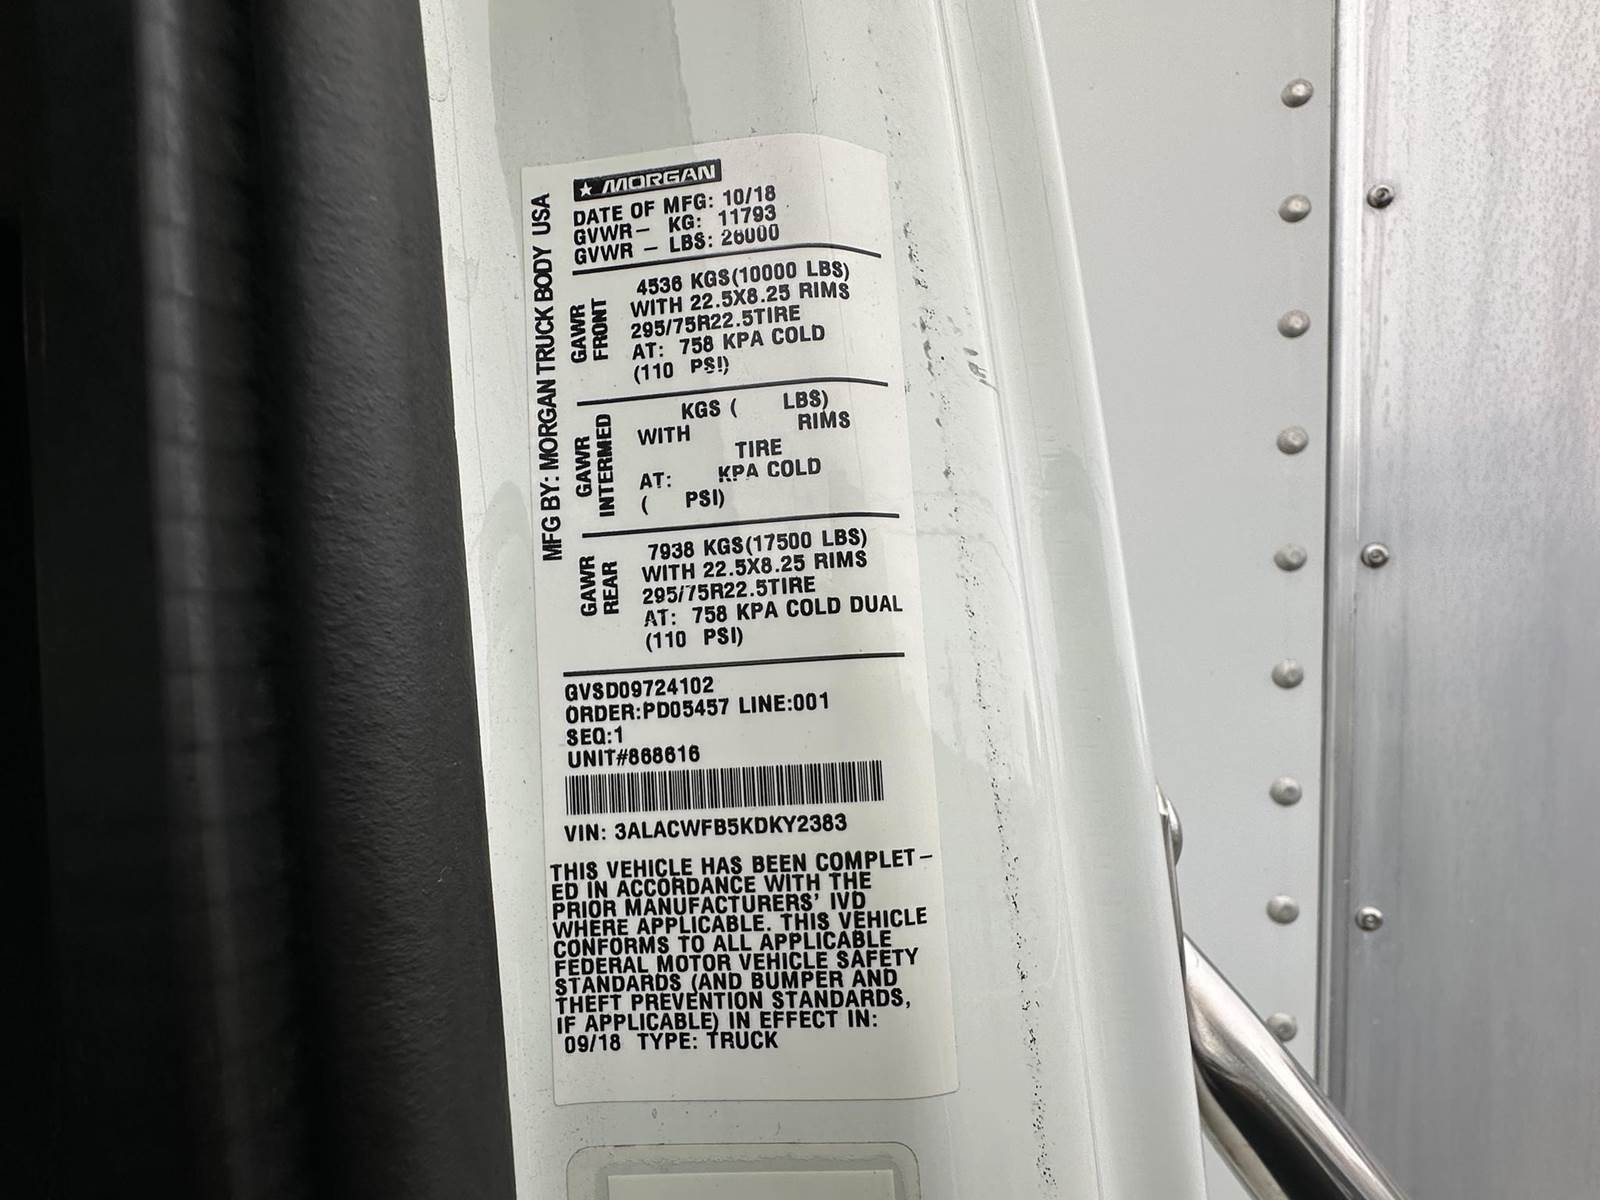 MORGAN
DATE OF MFG: 10/18
GVWR- KG: 11793
GVWR - LBS: 26000
MFG BY: MORGAN TRUCK BODY USA
GAWR FRONT
4536 KGS(10000 LBS)
WITH 22.5X8.25 RIMS
295/75R22.5TIRE
AT: 758 KPA COLD
(110 PSI)
GAWR INTERMED
KGS ( LBS)
WITH RIMS
TIRE
AT: KPA COLD
( PSI)
GAWR REAR
7938 KGS(17500 LBS)
WITH 22.5X8.25 RIMS
295/75R22.5TIRE
AT: 758 KPA COLD DUAL
(110 PSI)
GVSD09724102
ORDER:PD05457 LINE:001
SEQ:1
UNIT#868616
VIN: 3ALACWFB5KDKY2383
THIS VEHICLE HAS BEEN COMPLET-
ED IN ACCORDANCE WITH THE
PRIOR MANUFACTURERS' IVD
WHERE APPLICABLE. THIS VEHICLE
CONFORMS TO ALL APPLICABLE
FEDERAL MOTOR VEHICLE SAFETY
STANDARDS (AND BUMPER AND
THEFT PREVENTION STANDARDS,
IF APPLICABLE) IN EFFECT IN:
09/18 TYPE: TRUCK